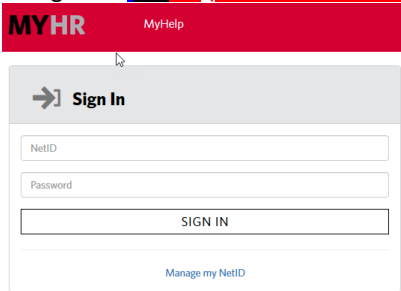 MYHR MyHelp
Sign In
NetID
Password
SIGN IN
Manage my NetID